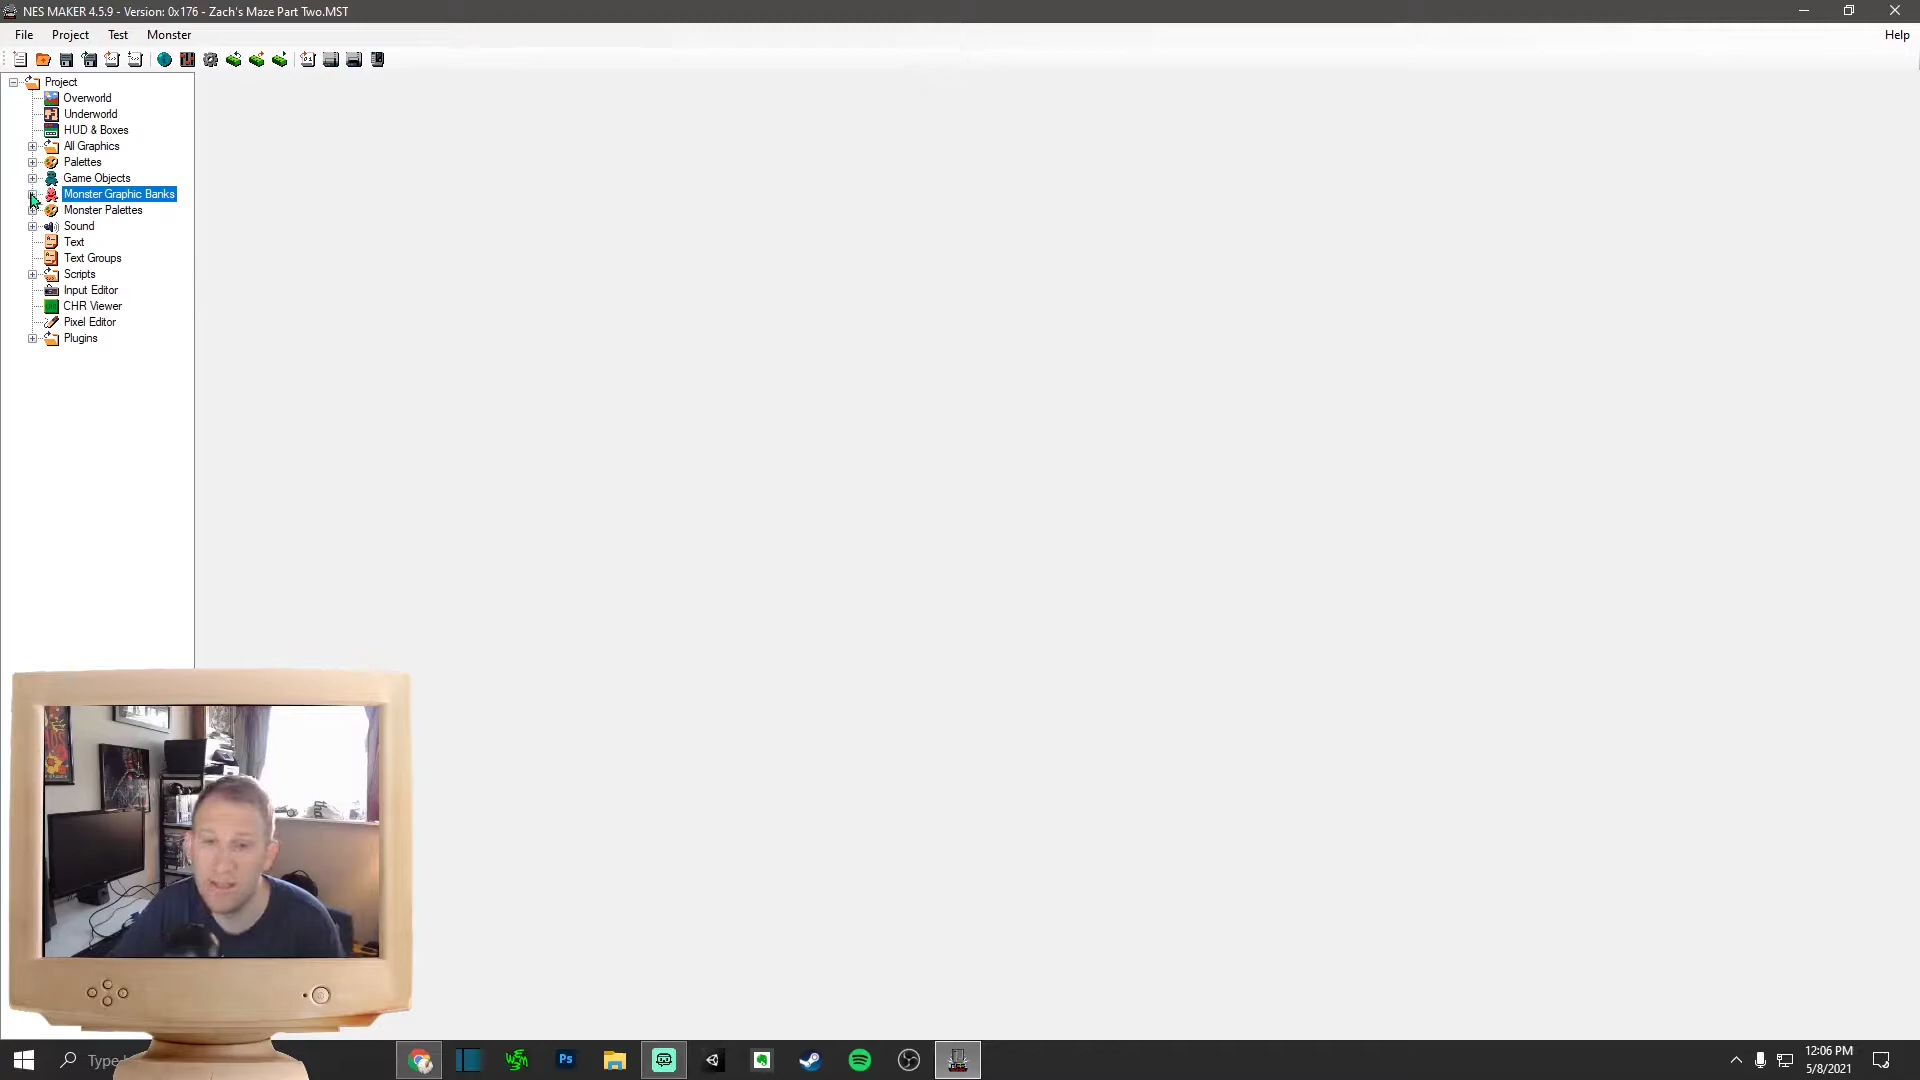 NES MAKER 4.5.9 - Version: 0x176 - Zach's Maze Part Two.MST
File Project Test Monster Help
Project
Overworld
Underworld
HUD & Boxes
All Graphics
Palettes
Game Objects
Monster Graphic Banks
Monster Palettes
Sound
Text
Text Groups
Scripts
Input Editor
CHR Viewer
Pixel Editor
Plugins
Type
Ps
12:06 PM
5/8/2021